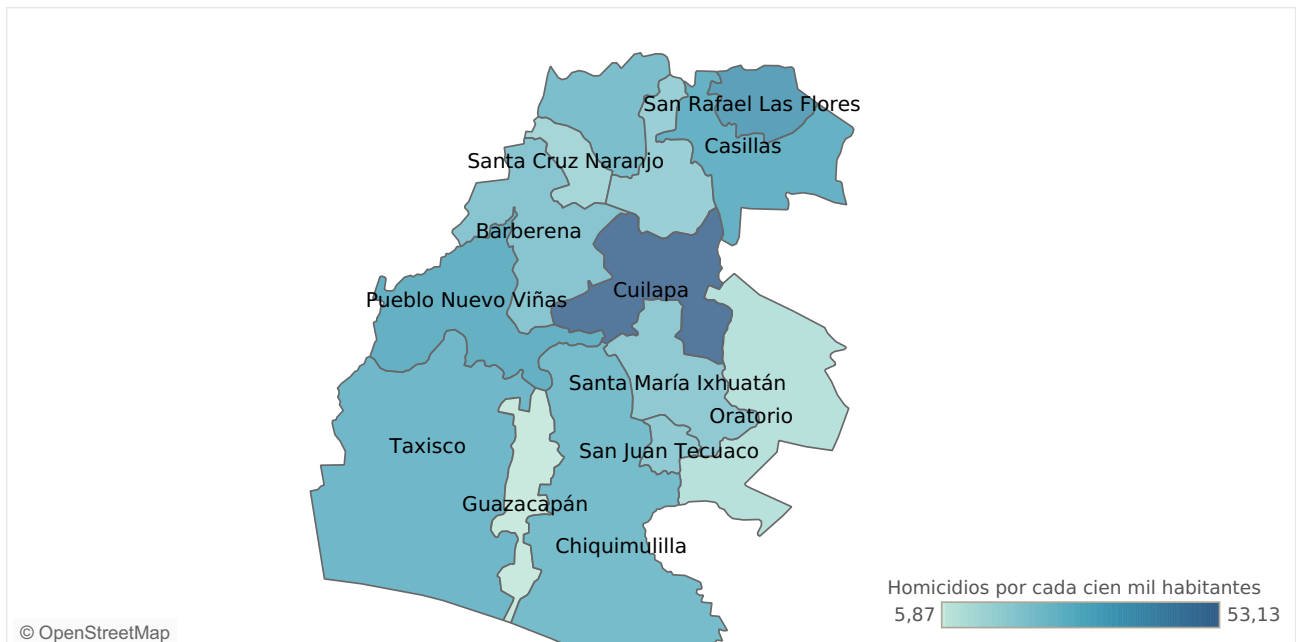 San Rafael Las Flores
Casillas
Santa Cruz Naranjo
Barberena
Cuilapa
Pueblo Nuevo Viñas
Santa María Ixhuatán
Oratorio
Taxisco
San Juan Tecuaco
Guazacapán
Chiquimulilla
Homicidios por cada cien mil habitantes
5,87 53,13
© OpenStreetMap